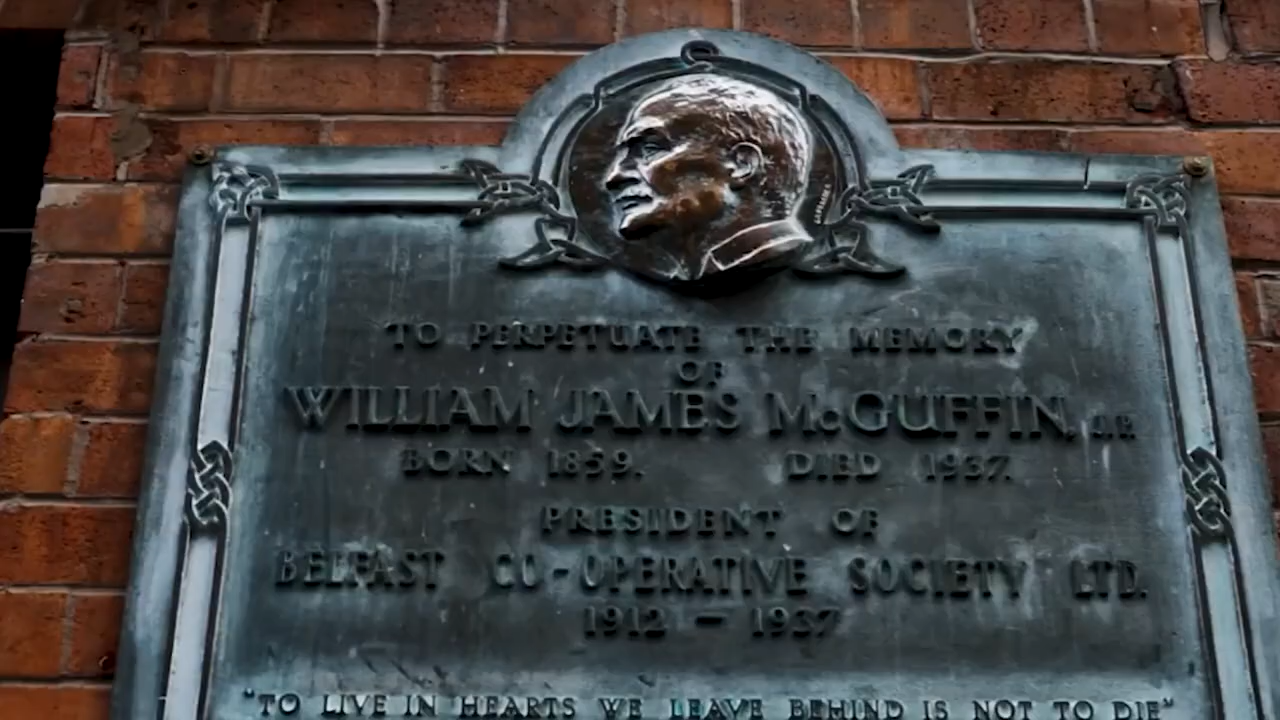 TO PERPETUATE THE MEMORY
OF
WILLIAM JAMES McGUFFIN, J.P.
BORN 1859. DIED 1937.
PRESIDENT OF
BELFAST CO-OPERATIVE SOCIETY LTD.
1912 — 1937
"TO LIVE IN HEARTS WE LEAVE BEHIND IS NOT TO DIE"